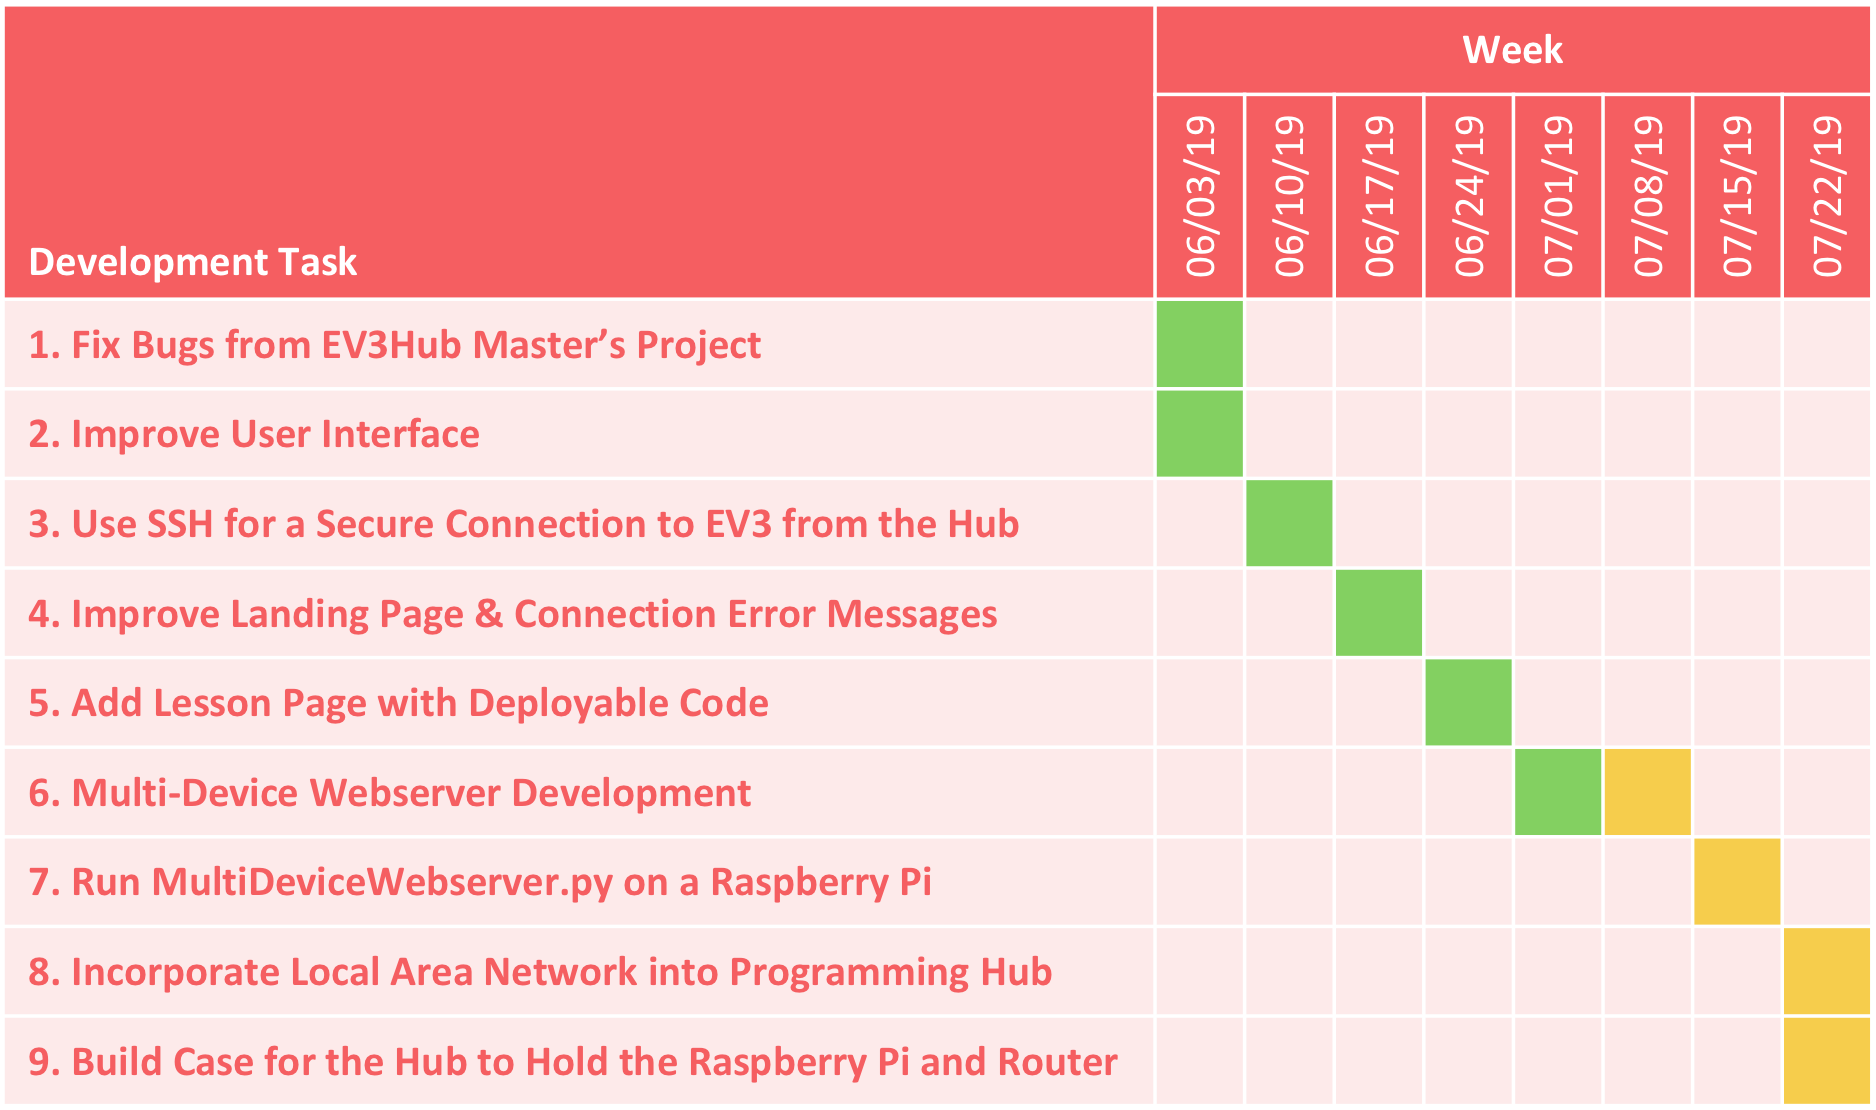 Week
Development Task
06/03/19
06/10/19
06/17/19
06/24/19
07/01/19
07/08/19
07/15/19
07/22/19
1. Fix Bugs from EV3Hub Master’s Project
2. Improve User Interface
3. Use SSH for a Secure Connection to EV3 from the Hub
4. Improve Landing Page & Connection Error Messages
5. Add Lesson Page with Deployable Code
6. Multi-Device Webserver Development
7. Run MultiDeviceWebserver.py on a Raspberry Pi
8. Incorporate Local Area Network into Programming Hub
9. Build Case for the Hub to Hold the Raspberry Pi and Router